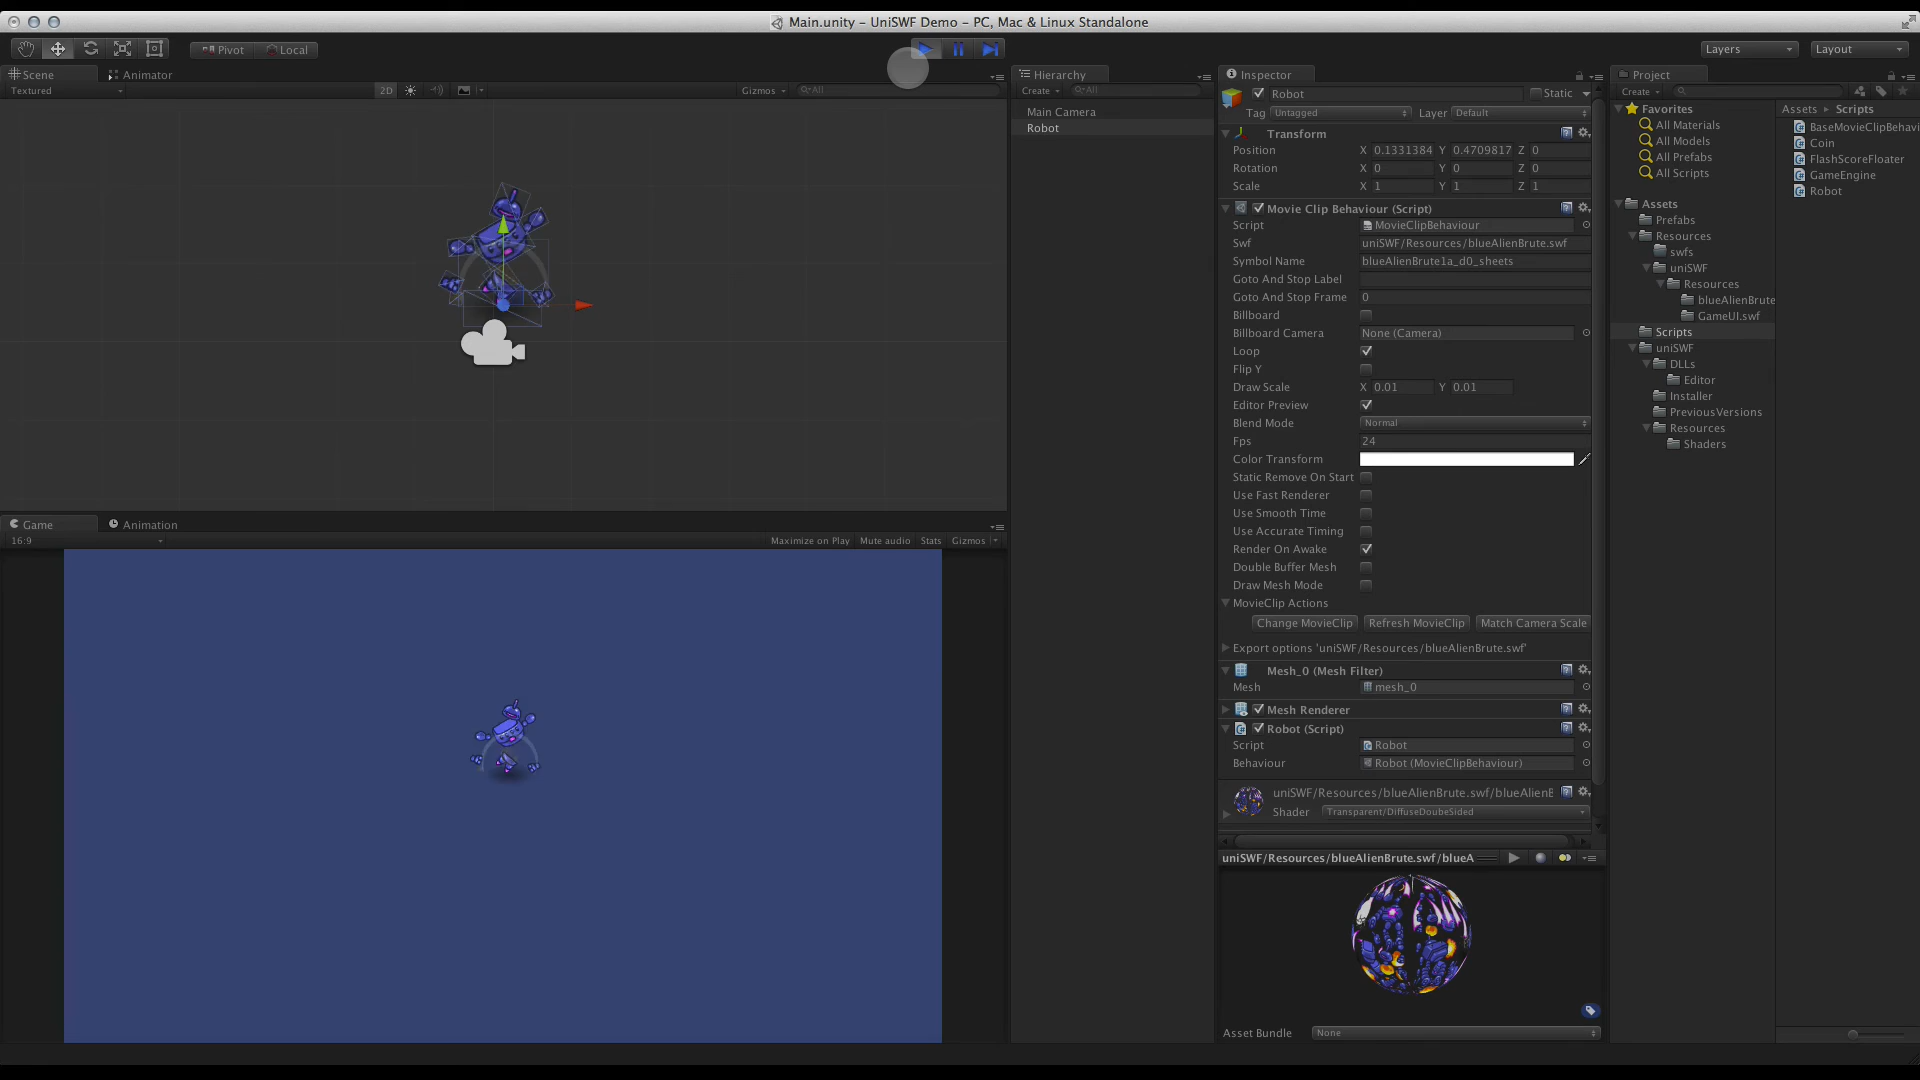 Main.unity – UniSWF Demo – PC, Mac & Linux Standalone
Pivot Local
Layers Layout
Scene Animator
Textured 2D Gizmos All
Game Animation
16:9 Maximize on Play Mute audio Stats Gizmos
Hierarchy
Create All
Main Camera
Robot
Inspector
Robot Static
Tag Untagged Layer Default
Transform
Position X 0.1331384 Y 0.4709817 Z 0
Rotation X 0 Y 0 Z 0
Scale X 1 Y 1 Z 1
Movie Clip Behaviour (Script)
Script MovieClipBehaviour
Swf uniSWF/Resources/blueAlienBrute.swf
Symbol Name blueAlienBrute1a_d0_sheets
Goto And Stop Label
Goto And Stop Frame 0
Billboard
Billboard Camera None (Camera)
Loop
Flip Y
Draw Scale X 0.01 Y 0.01
Editor Preview
Blend Mode Normal
Fps 24
Color Transform
Static Remove On Start
Use Fast Renderer
Use Smooth Time
Use Accurate Timing
Render On Awake
Double Buffer Mesh
Draw Mesh Mode
MovieClip Actions
Change MovieClip Refresh MovieClip Match Camera Scale
Export options 'uniSWF/Resources/blueAlienBrute.swf'
Mesh_0 (Mesh Filter)
Mesh mesh_0
Mesh Renderer
Robot (Script)
Script Robot
Behaviour Robot (MovieClipBehaviour)
uniSWF/Resources/blueAlienBrute.swf/blueAlienB
Shader Transparent/DiffuseDoubeSided
uniSWF/Resources/blueAlienBrute.swf/blueA
Asset Bundle None
Project
Create
Favorites
All Materials
All Models
All Prefabs
All Scripts
Assets
Prefabs
Resources
swfs
uniSWF
Resources
blueAlienBrute
GameUI.swf
Scripts
uniSWF
DLLs
Editor
Installer
PreviousVersions
Resources
Shaders
Assets Scripts
BaseMovieClipBehavi
Coin
FlashScoreFloater
GameEngine
Robot